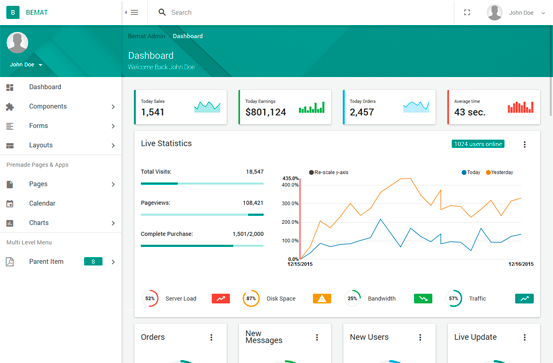 B BEMAT
Search
John Doe
John Doe
Bemat Admin Dashboard
Dashboard
Welcome Back John Doe
Dashboard
Components
Forms
Layouts
Premade Pages & Apps
Pages
Calendar
Charts
Multi Level Menu
Parent Item 8
Today Sales
1,541
Today Earnings
$801,124
Today Orders
2,457
Average time
43 sec.
Live Statistics
1024 users online
Total Visits: 18,547
Pageviews: 108,421
Complete Purchase: 1,501/2,000
Re-scale y-axis
Today Yesterday
435.0%
400.0%
300.0%
200.0%
100.0%
0.0%
12/15/2015 12/18/2015
52% Server Load
87% Disk Space
25% Bandwidth
57% Traffic
Orders
New Messages
New Users
Live Update